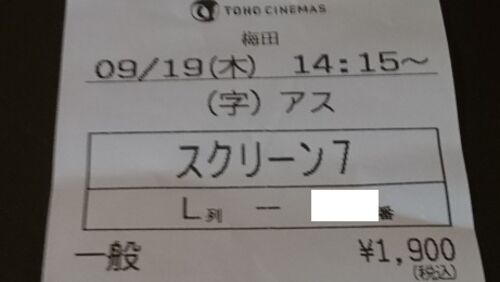 TOHO CINEMAS
梅田
09/19(木) 14:15～
(字)アス
スクリーン7
L列 -- 番
一般 ¥1,900
(税込)